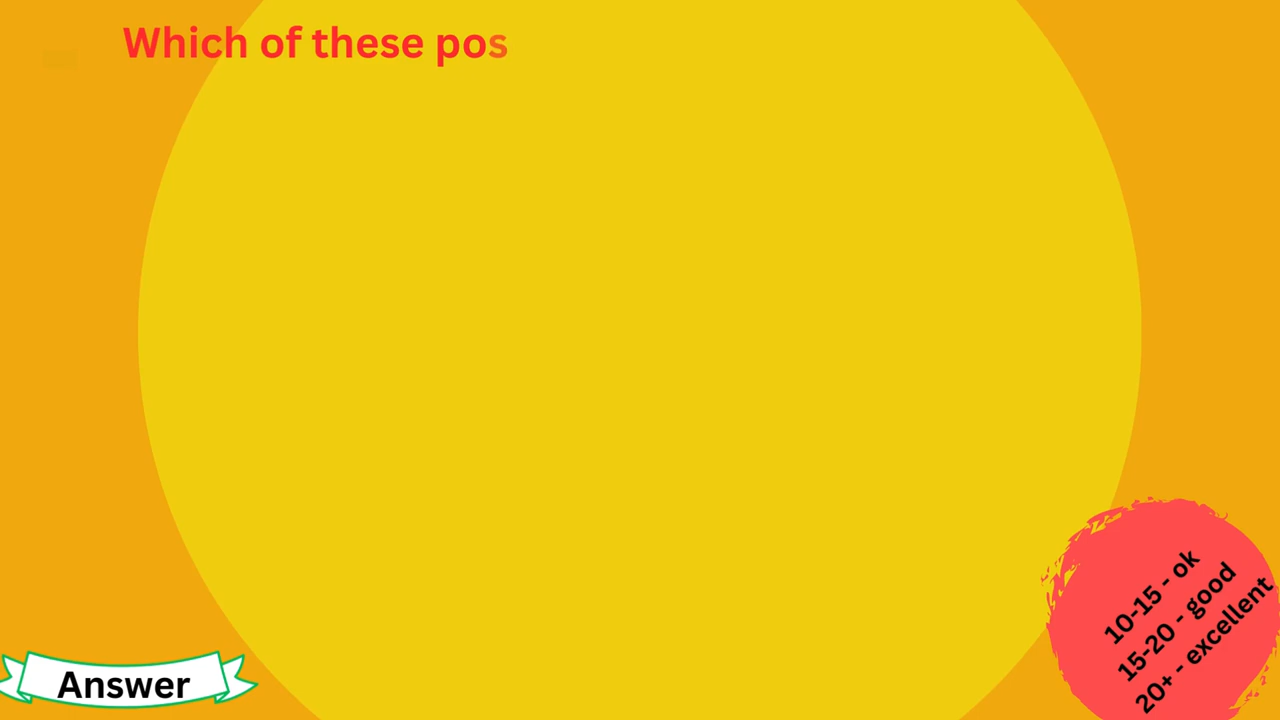 Which of these pos
10-15 - ok
15-20 - good
20+ - excellent
Answer